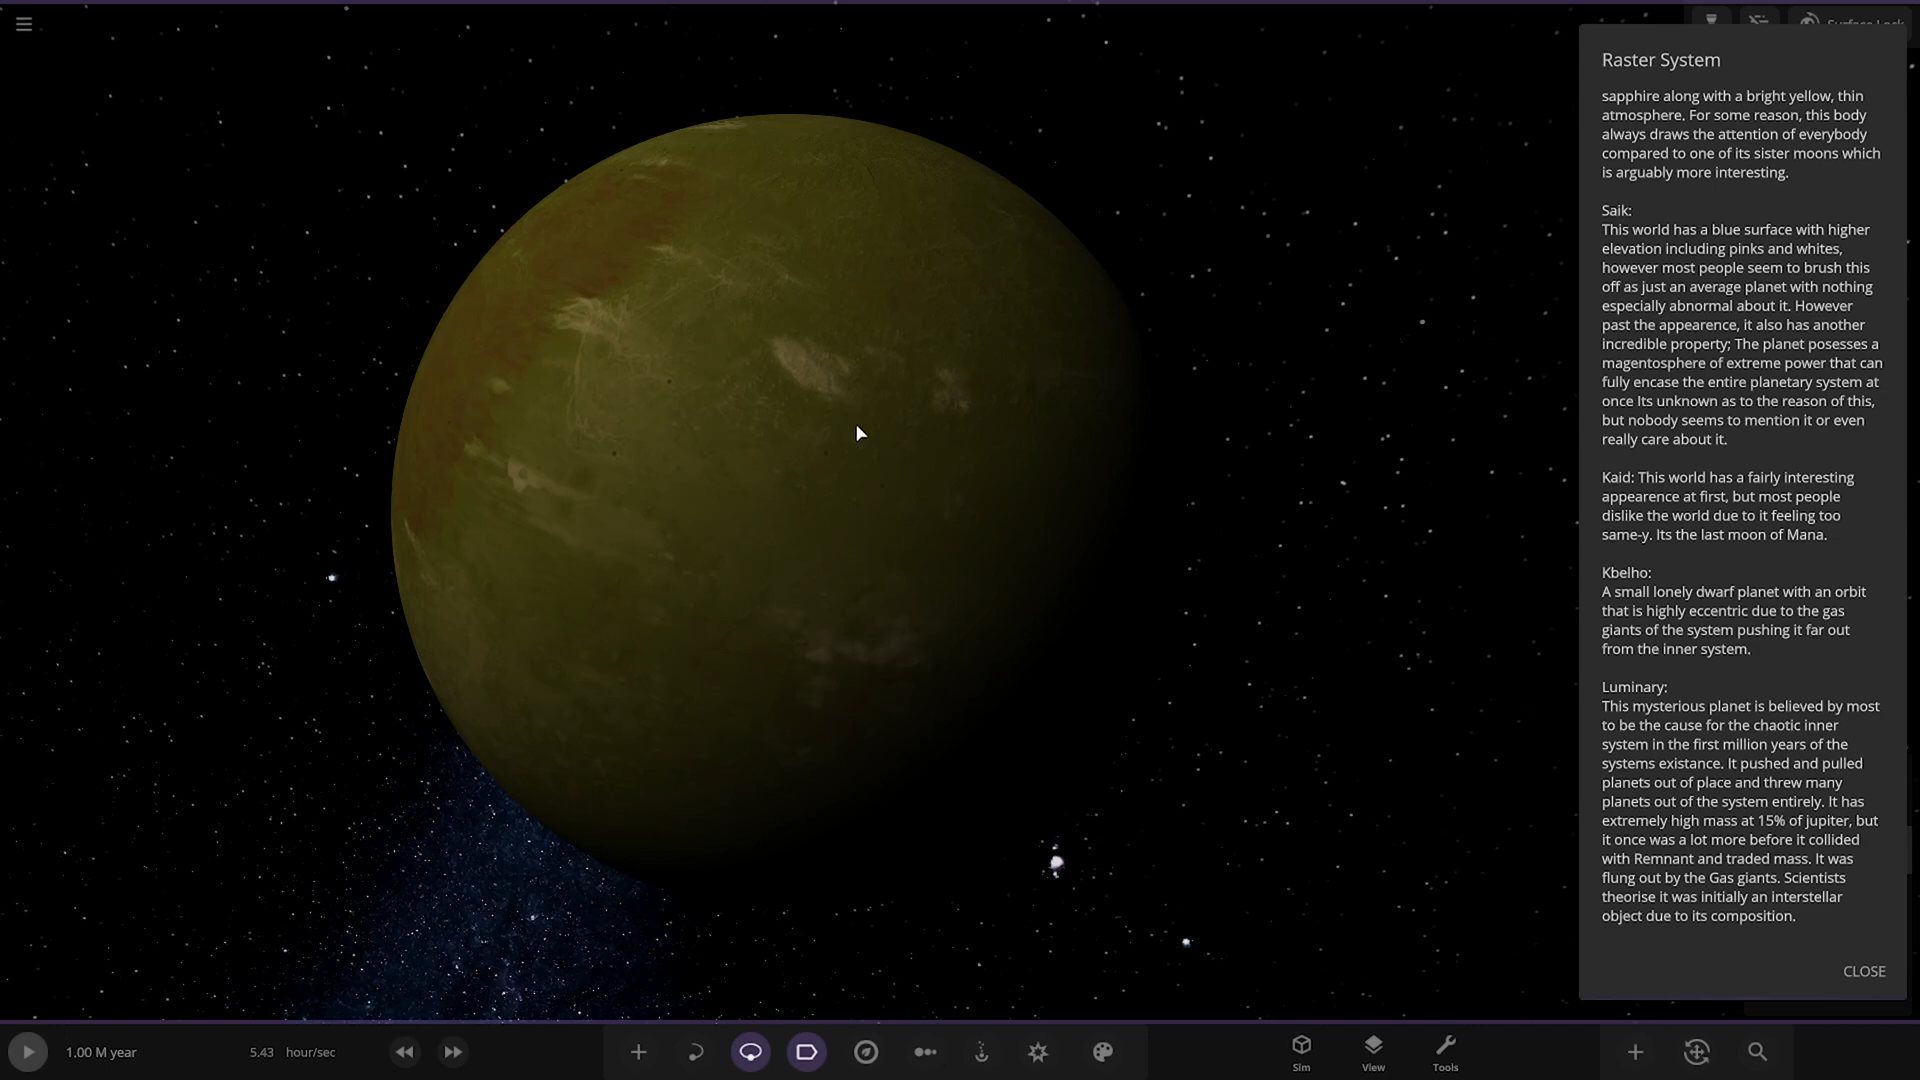 Surface Lock
Raster System
sapphire along with a bright yellow, thin
atmosphere. For some reason, this body
always draws the attention of everybody
compared to one of its sister moons which
is arguably more interesting.
Saik:
This world has a blue surface with higher
elevation including pinks and whites,
however most people seem to brush this
off as just an average planet with nothing
especially abnormal about it. However
past the appearence, it also has another
incredible property; The planet posesses a
magentosphere of extreme power that can
fully encase the entire planetary system at
once Its unknown as to the reason of this,
but nobody seems to mention it or even
really care about it.
Kaid: This world has a fairly interesting
appearence at first, but most people
dislike the world due to it feeling too
same-y. Its the last moon of Mana.
Kbelho:
A small lonely dwarf planet with an orbit
that is highly eccentric due to the gas
giants of the system pushing it far out
from the inner system.
Luminary:
This mysterious planet is believed by most
to be the cause for the chaotic inner
system in the first million years of the
systems existance. It pushed and pulled
planets out of place and threw many
planets out of the system entirely. It has
extremely high mass at 15% of jupiter, but
it once was a lot more before it collided
with Remnant and traded mass. It was
flung out by the Gas giants. Scientists
theorise it was initially an interstellar
object due to its composition.
CLOSE
1.00 M year
5.43 hour/sec
Sim
View
Tools